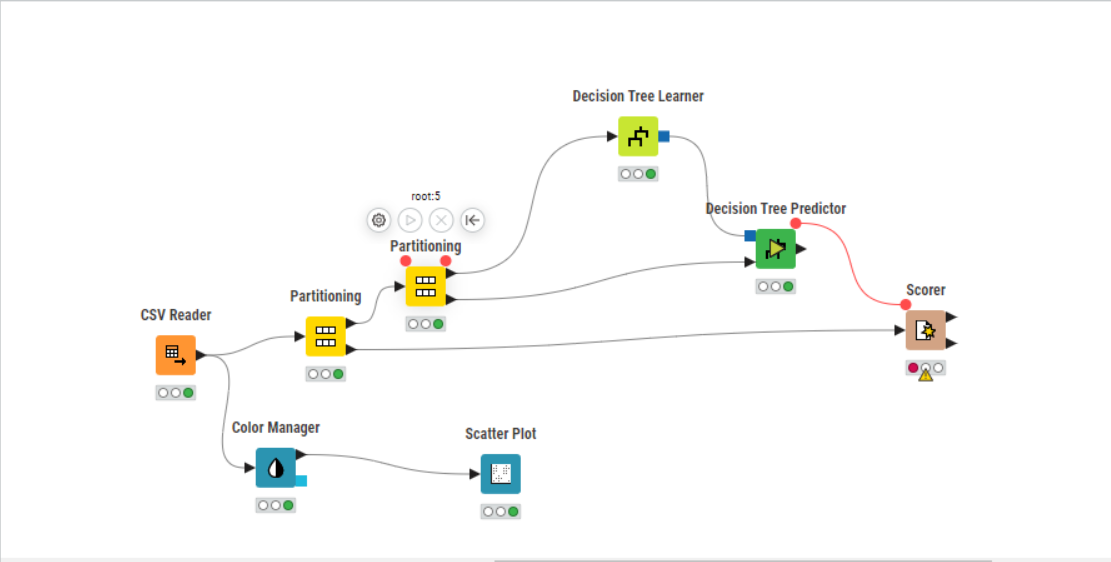 Decision Tree Learner
root:5
Decision Tree Predictor
Partitioning
Partitioning
Scorer
CSV Reader
Color Manager
Scatter Plot